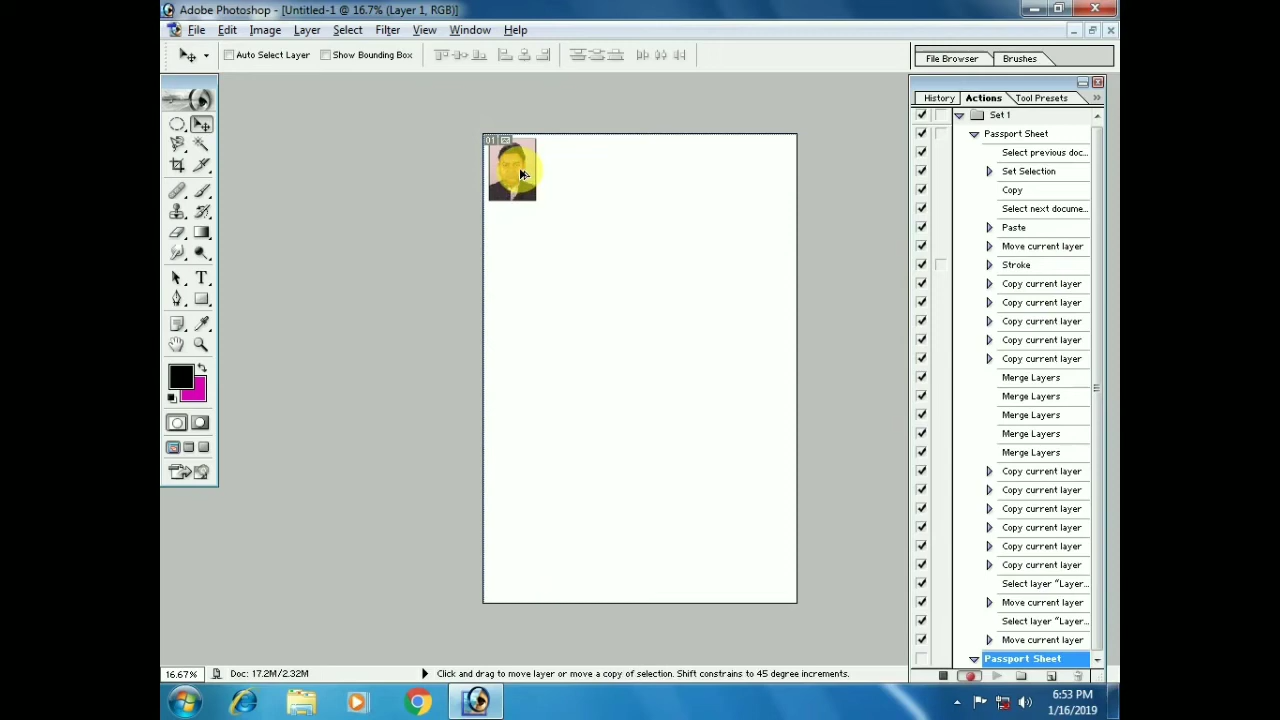 Adobe Photoshop - [Untitled-1 @ 16.7% (Layer 1, RGB)]
File Edit Image Layer Select Filter View Window Help
Auto Select Layer Show Bounding Box File Browser Brushes
History Actions Tool Presets
Set 1
Passport Sheet
Select previous doc...
Set Selection
Copy
Select next docume...
Paste
Move current layer
Stroke
Copy current layer
Copy current layer
Copy current layer
Copy current layer
Copy current layer
Merge Layers
Merge Layers
Merge Layers
Merge Layers
Merge Layers
Copy current layer
Copy current layer
Copy current layer
Copy current layer
Copy current layer
Copy current layer
Select layer "Layer...
Move current layer
Select layer "Layer...
Move current layer
Passport Sheet
16.67% Doc: 17.2M/2.32M Click and drag to move layer or move a copy of selection. Shift constrains to 45 degree increments.
6:53 PM
1/16/2019